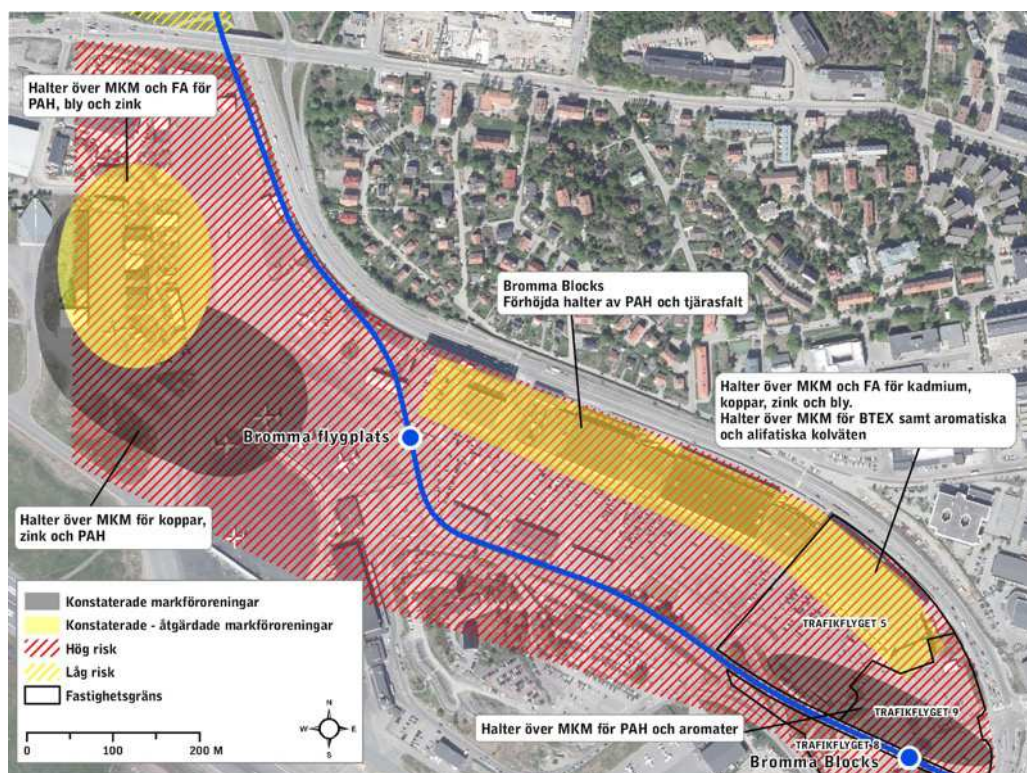 Halter över MKM och FA för
PAH, bly och zink
Bromma Blocks
Förhöjda halter av PAH och tjärasfalt
Halter över MKM och FA för kadmium,
koppar, zink och bly.
Halter över MKM för BTEX samt aromatiska
och alifatiska kolväten
Bromma flygplats
Halter över MKM för koppar,
zink och PAH
Konstaterade markföroreningar
Konstaterade - åtgärdade markföroreningar
Hög risk
Låg risk
Fastighetsgräns
0 100 200 M
N
W E
S
TRAFIKFLYGET 5
TRAFIKFLYGET 9
Halter över MKM för PAH och aromater
TRAFIKFLYGET 8
Bromma Blocks